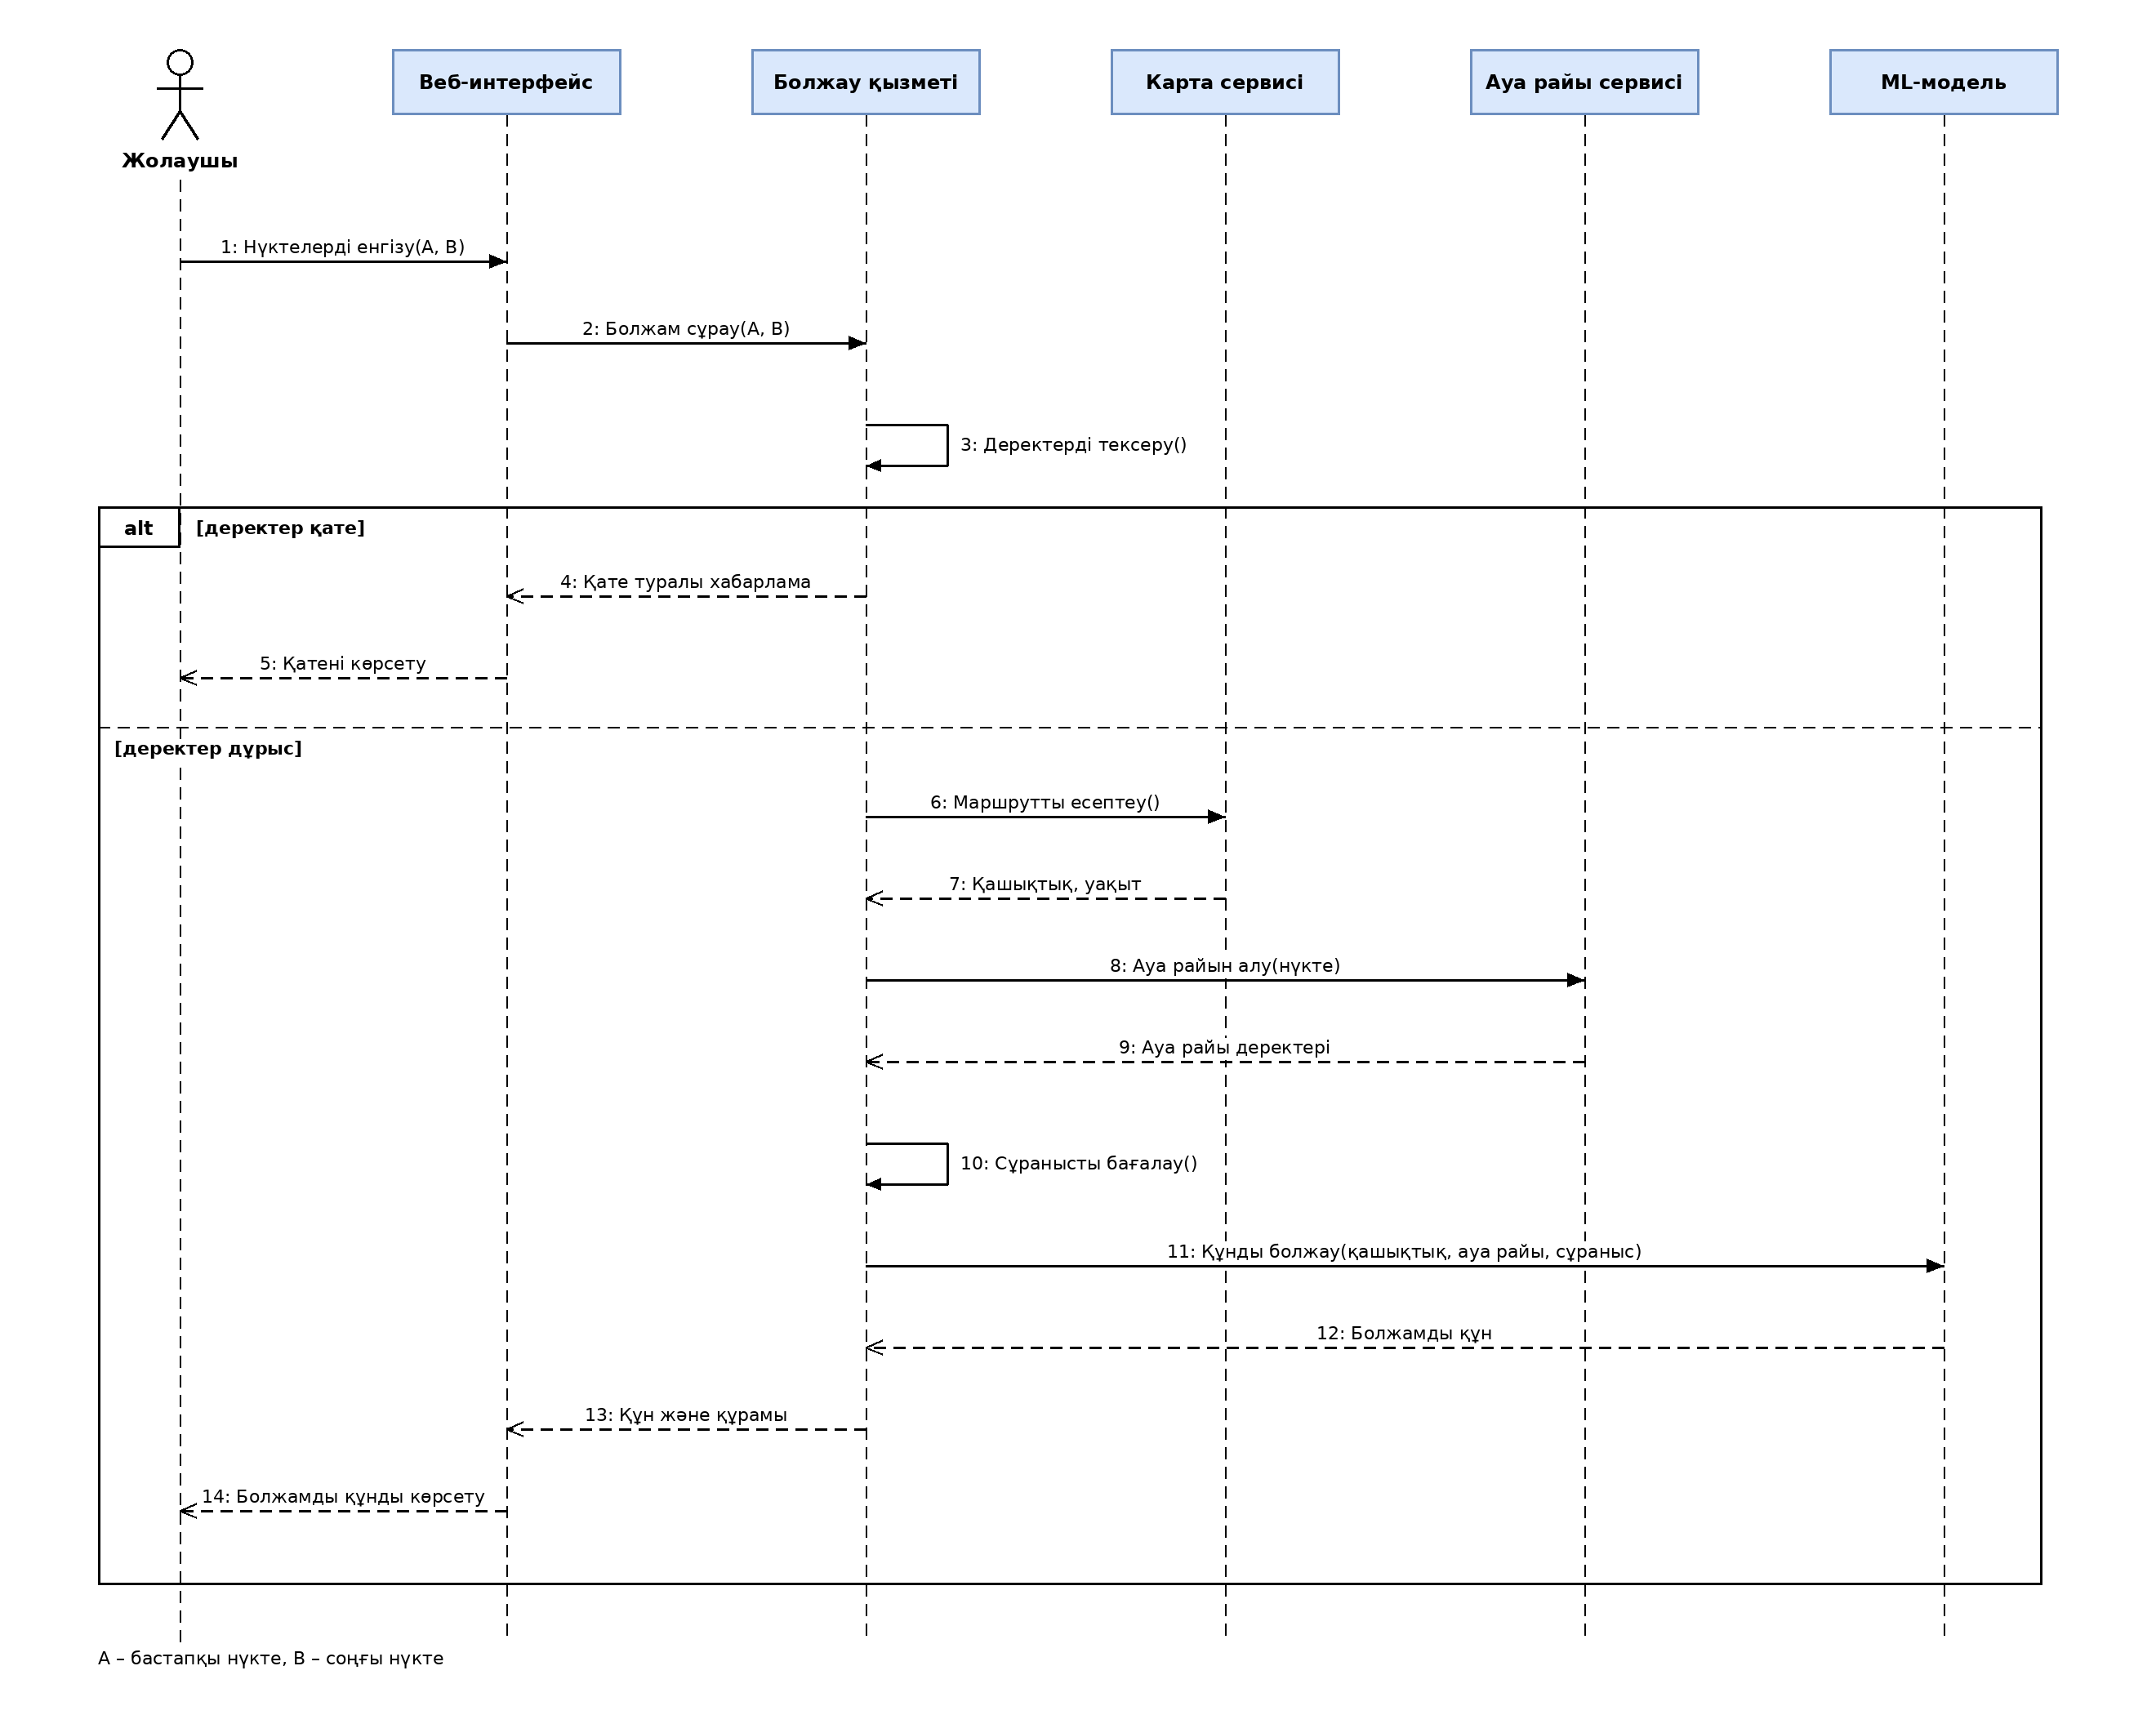 Жолаушы
Веб-интерфейс
Болжау қызметі
Карта сервисі
Ауа райы сервисі
ML-модель
1: Нүктелерді енгізу(A, B)
2: Болжам сұрау(A, B)
3: Деректерді тексеру()
alt
[деректер қате]
4: Қате туралы хабарлама
5: Қатені көрсету
[деректер дұрыс]
6: Маршрутты есептеу()
7: Қашықтық, уақыт
8: Ауа райын алу(нүкте)
9: Ауа райы деректері
10: Сұранысты бағалау()
11: Құнды болжау(қашықтық, ауа райы, сұраныс)
12: Болжамды құн
13: Құн және құрамы
14: Болжамды құнды көрсету
A – бастапқы нүкте, B – соңғы нүкте